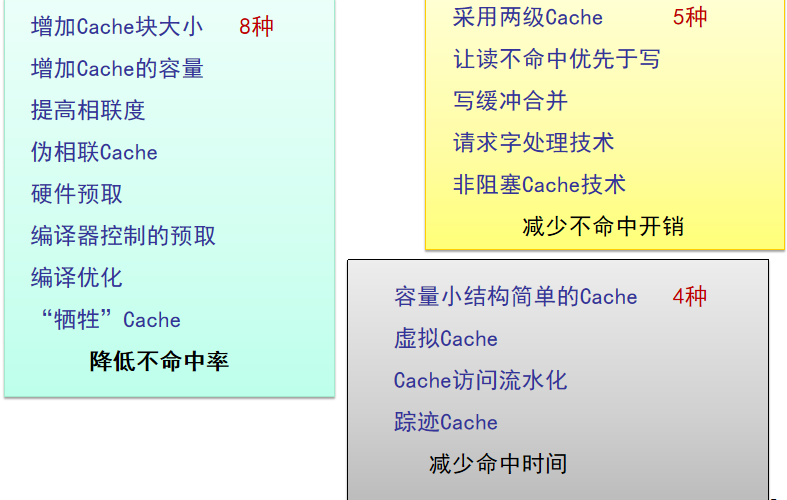 增加Cache块大小 8种
增加Cache的容量
提高相联度
伪相联Cache
硬件预取
编译器控制的预取
编译优化
“牺牲”Cache
降低不命中率
采用两级Cache 5种
让读不命中优先于写
写缓冲合并
请求字处理技术
非阻塞Cache技术
减少不命中开销
容量小结构简单的Cache 4种
虚拟Cache
Cache访问流水化
踪迹Cache
减少命中时间